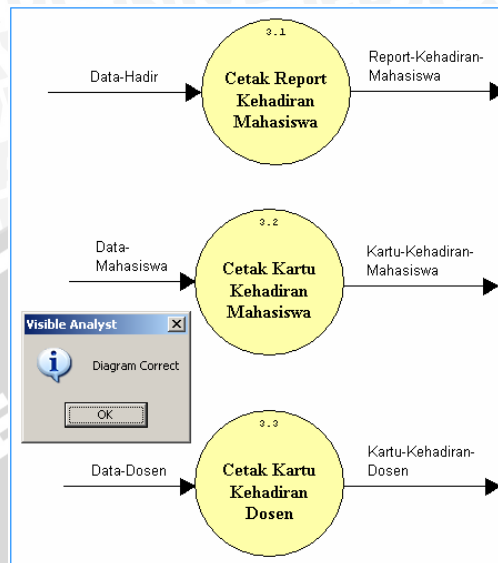 3.1
Data-Hadir
Cetak Report
Kehadiran
Mahasiswa
Report-Kehadiran-
Mahasiswa
3.2
Data-
Mahasiswa
Cetak Kartu
Kehadiran
Mahasiswa
Kartu-Kehadiran-
Mahasiswa
Visible Analyst
Diagram Correct
OK
3.3
Data-Dosen
Cetak Kartu
Kehadiran
Dosen
Kartu-Kehadiran-
Dosen